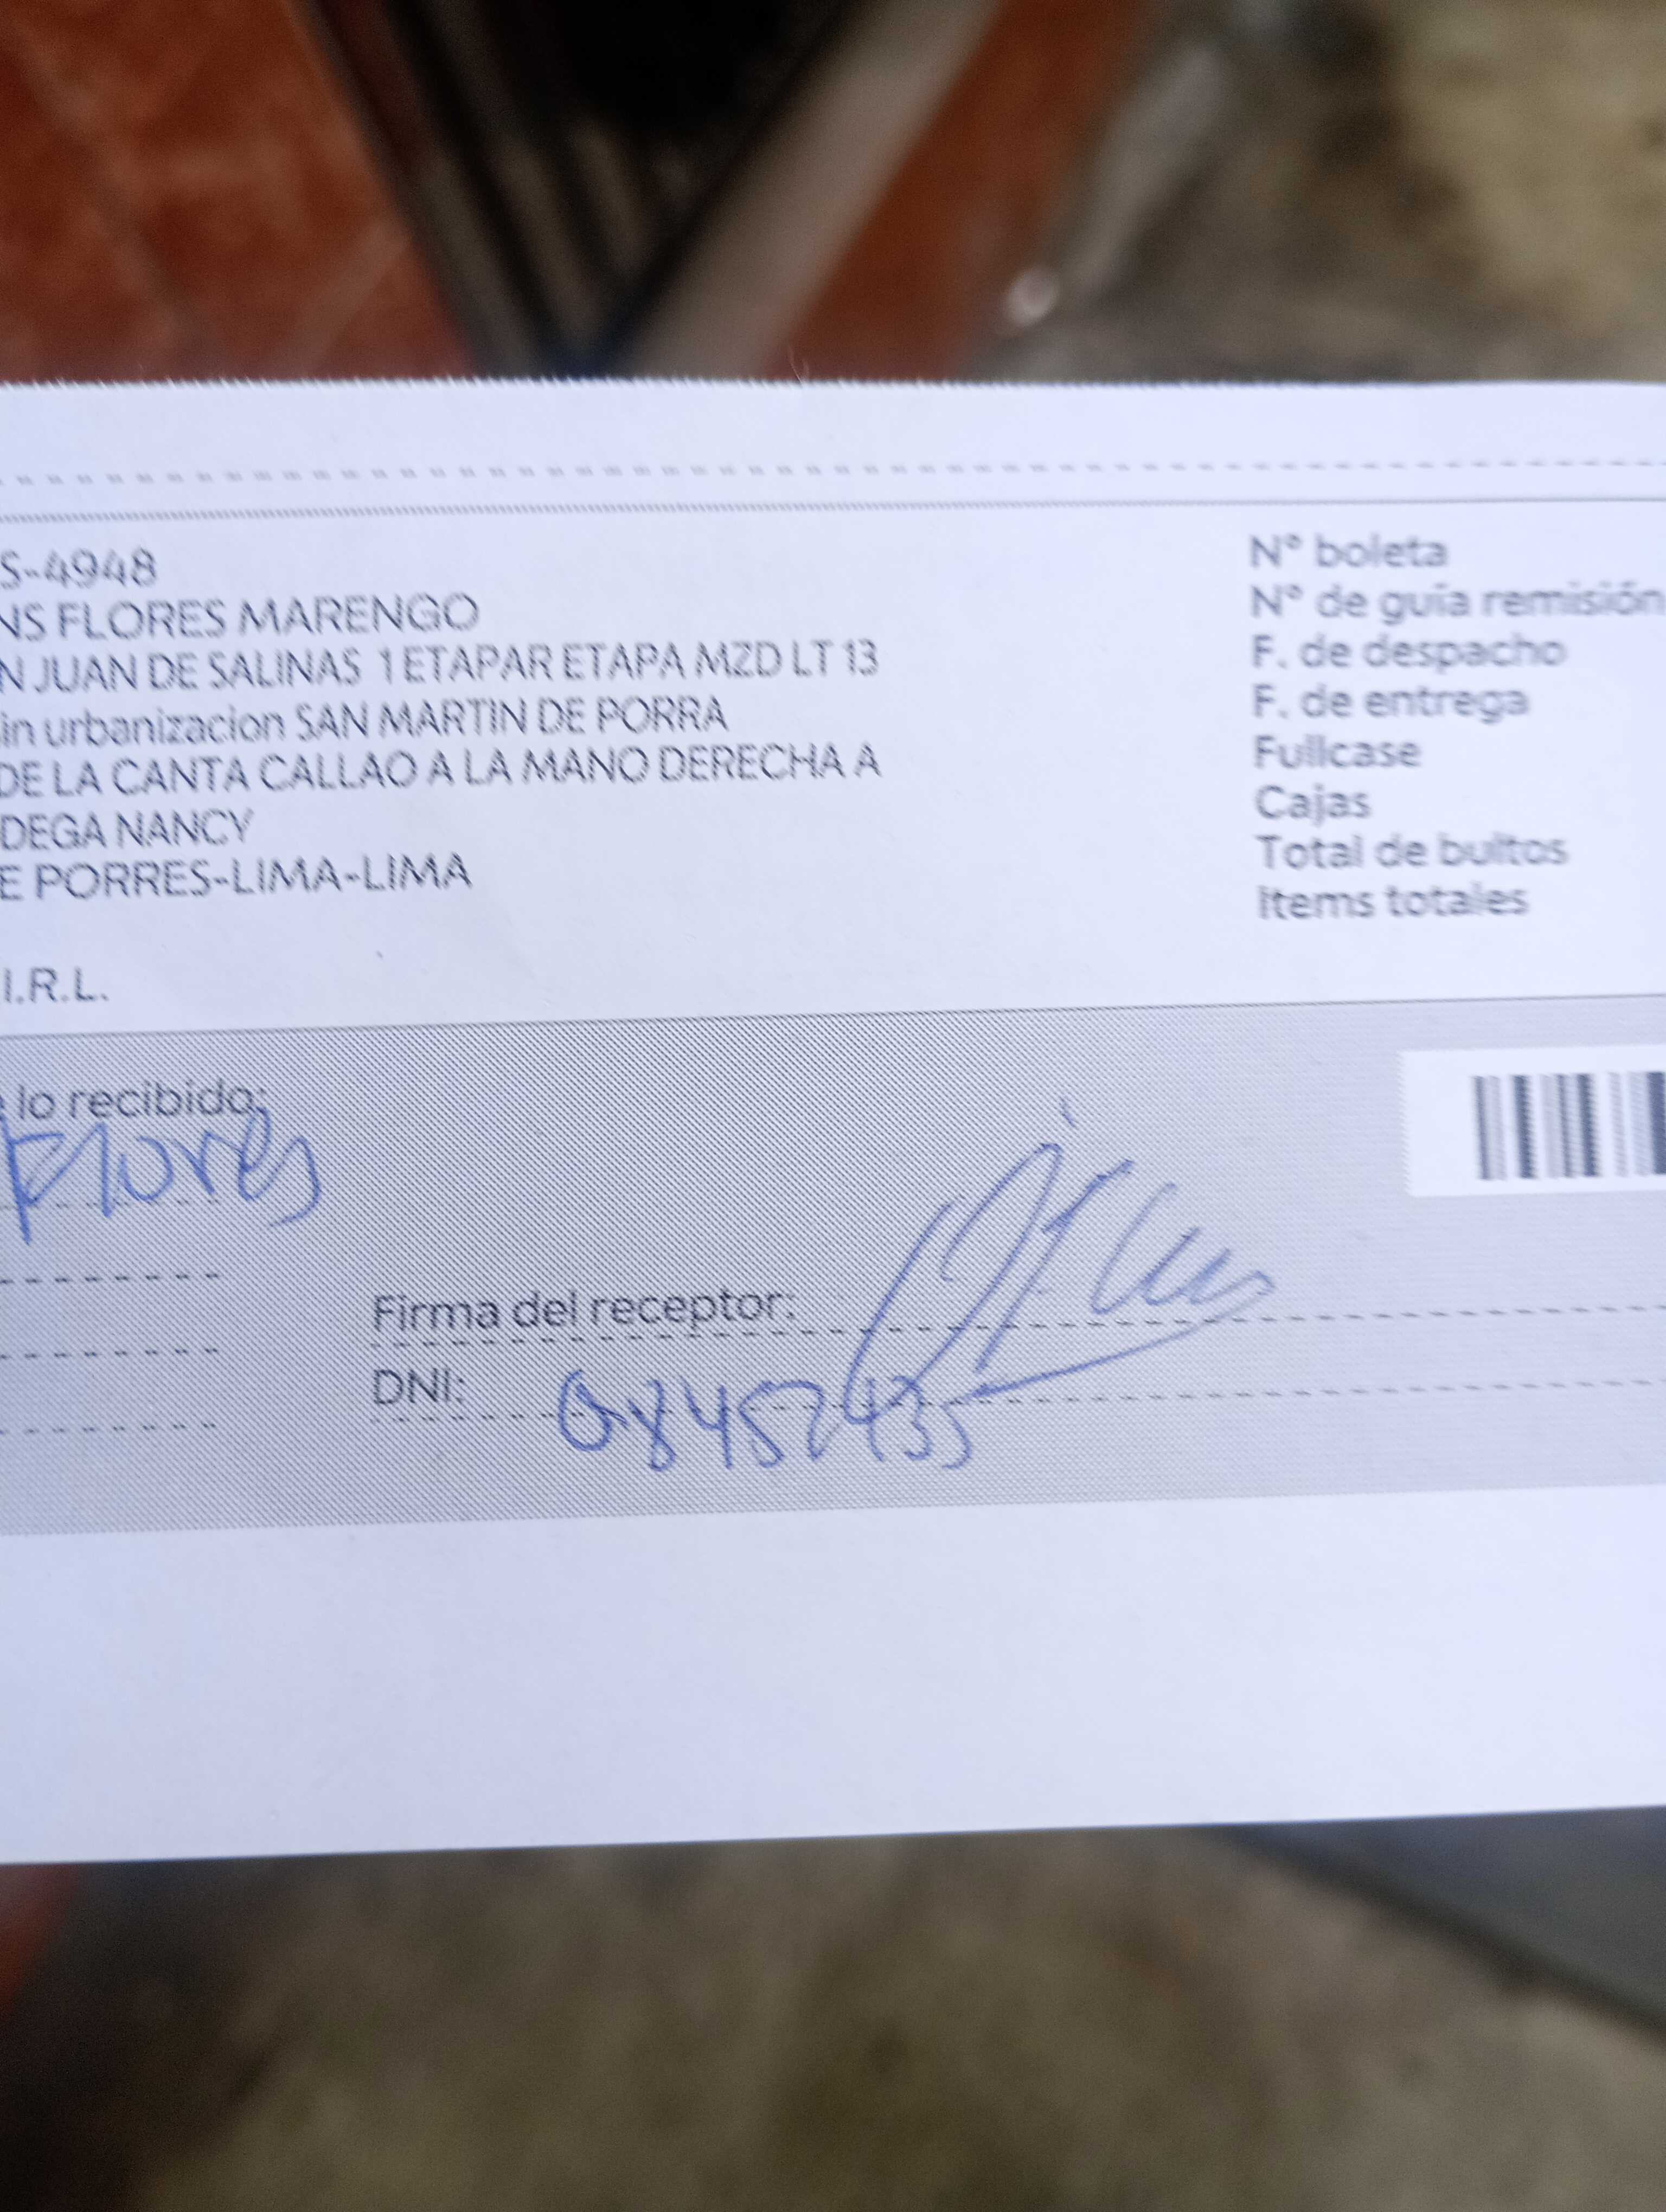 S-4948
NS FLORES MARENGO
N JUAN DE SALINAS 1 ETAPAR ETAPA MZD LT 13
in urbanizacion SAN MARTIN DE PORRA
DE LA CANTA CALLAO A LA MANO DERECHA A
DEGA NANCY
E PORRES-LIMA-LIMA
I.R.L.
N° boleta
N° de guía remisión
F. de despacho
F. de entrega
Fullcase
Cajas
Total de bultos
Items totales
e lo recibido:
Flores
Firma del receptor:
DNI: 08452435